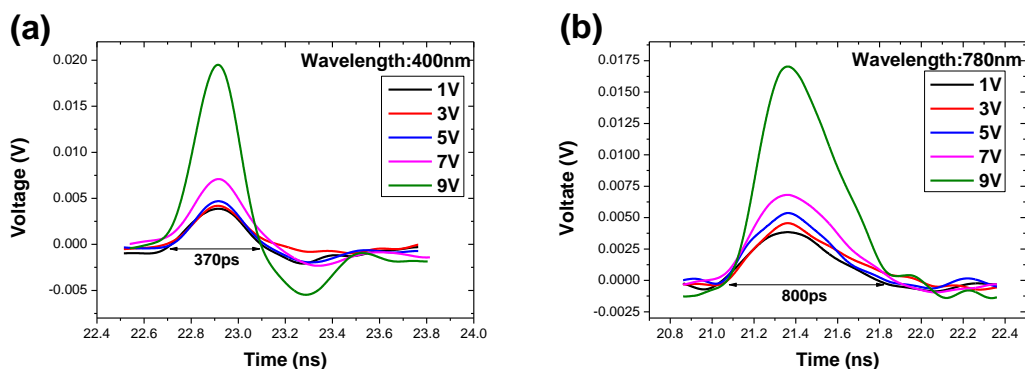 (a)
Wavelength:400nm
1V
3V
5V
7V
9V
0.020
0.015
0.010
0.005
0.000
-0.005
Voltage (V)
370ps
22.4 22.6 22.8 23.0 23.2 23.4 23.6 23.8 24.0
Time (ns)
(b)
Wavelength:780nm
1V
3V
5V
7V
9V
0.0175
0.0150
0.0125
0.0100
0.0075
0.0050
0.0025
0.0000
-0.0025
Voltate (V)
800ps
20.8 21.0 21.2 21.4 21.6 21.8 22.0 22.2 22.4
Time (ns)